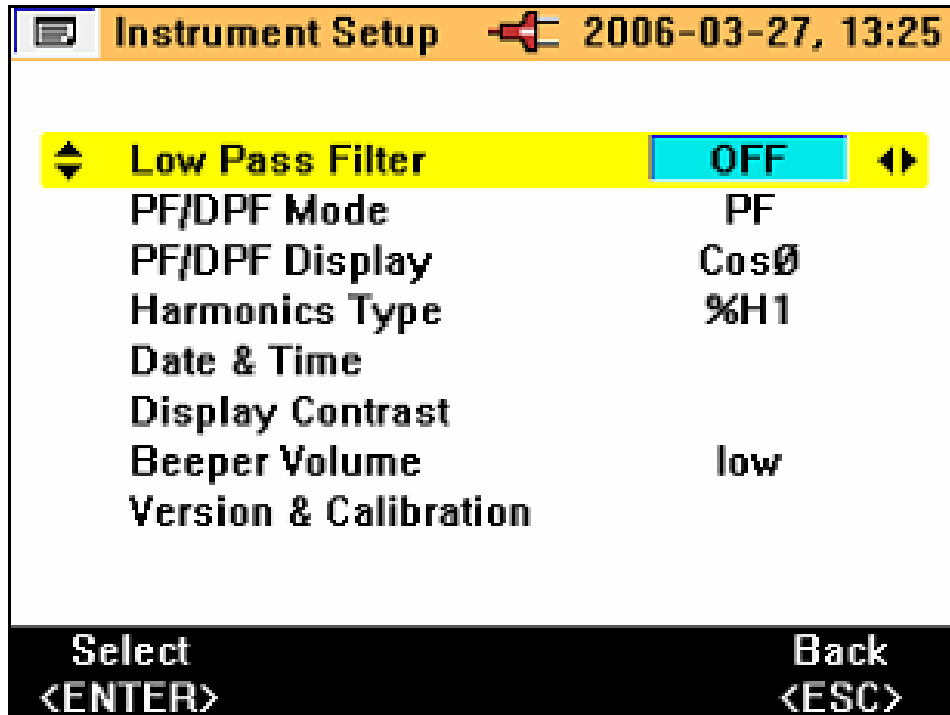 Instrument Setup 2006-03-27, 13:25
Low Pass Filter OFF
PF/DPF Mode PF
PF/DPF Display CosØ
Harmonics Type %H1
Date & Time
Display Contrast
Beeper Volume low
Version & Calibration
Select Back
<ENTER> <ESC>